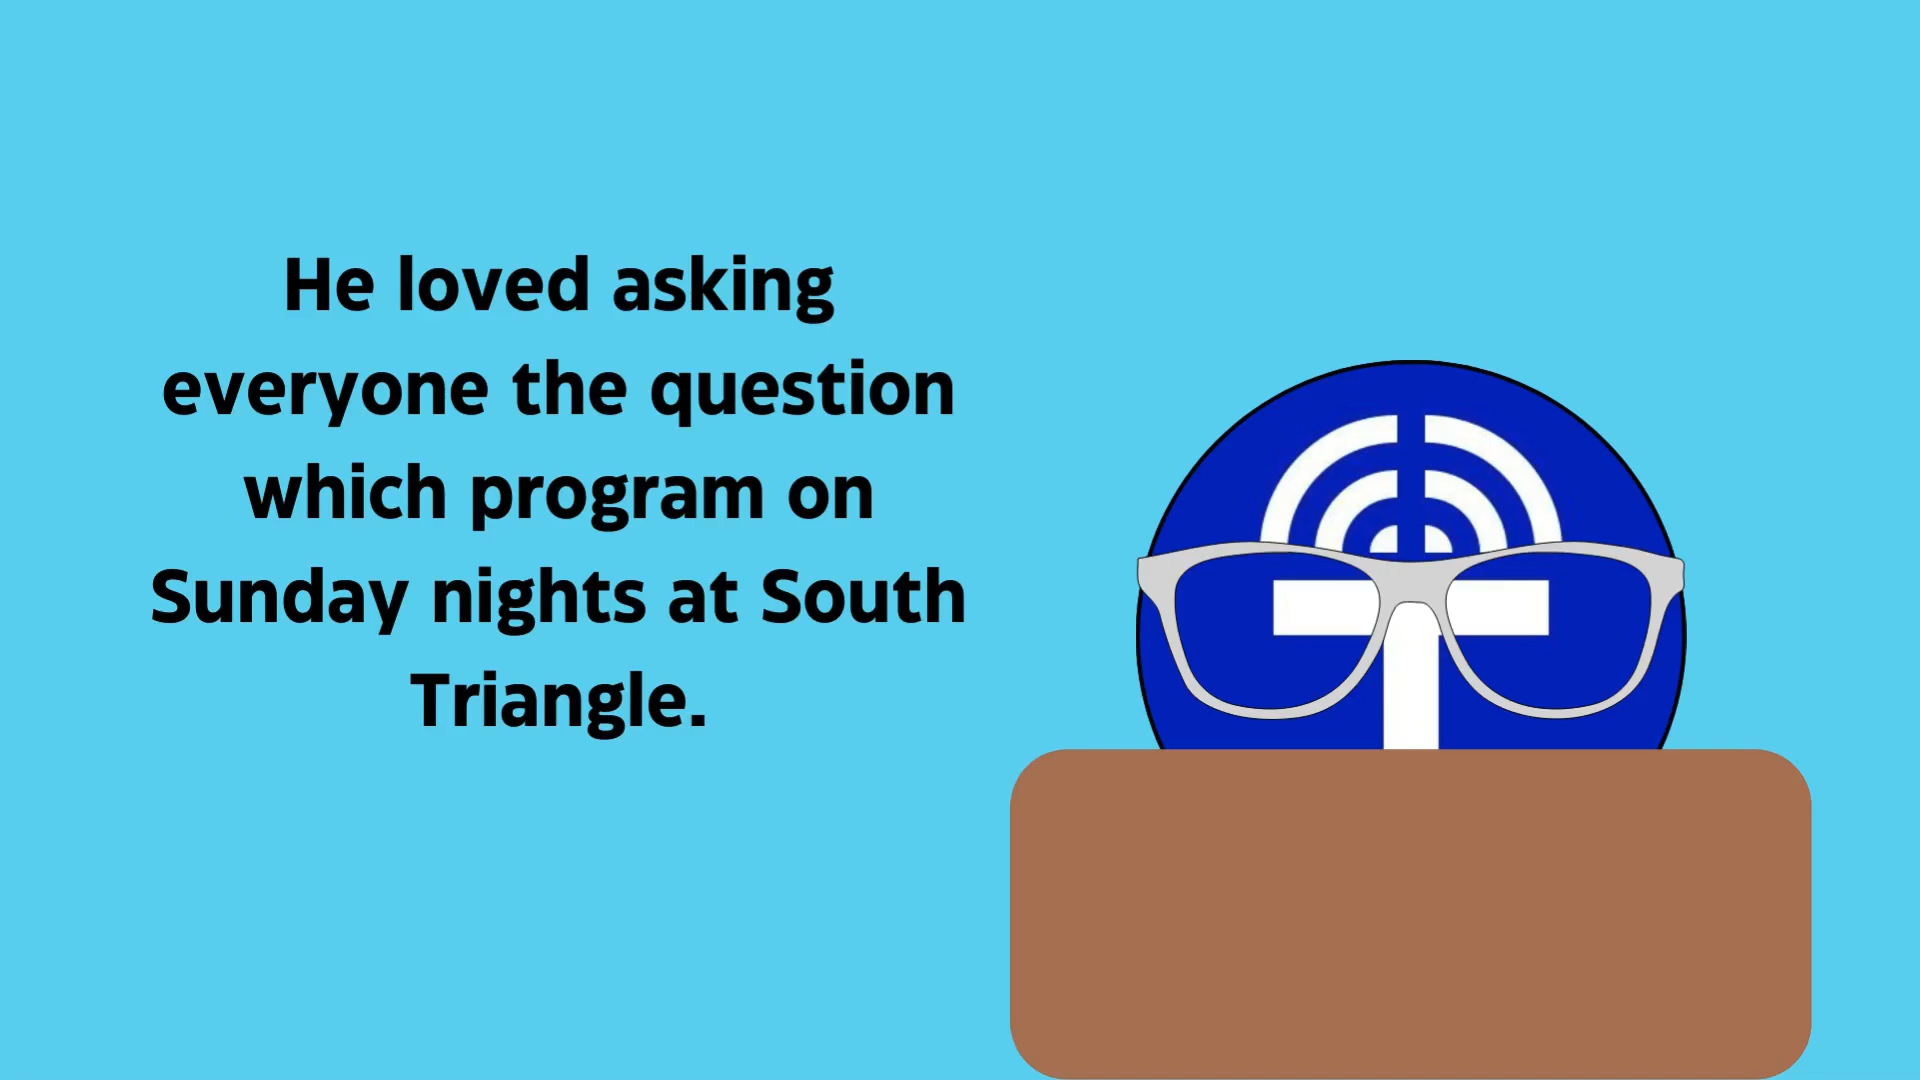 He loved asking
everyone the question
which program on
Sunday nights at South
Triangle.